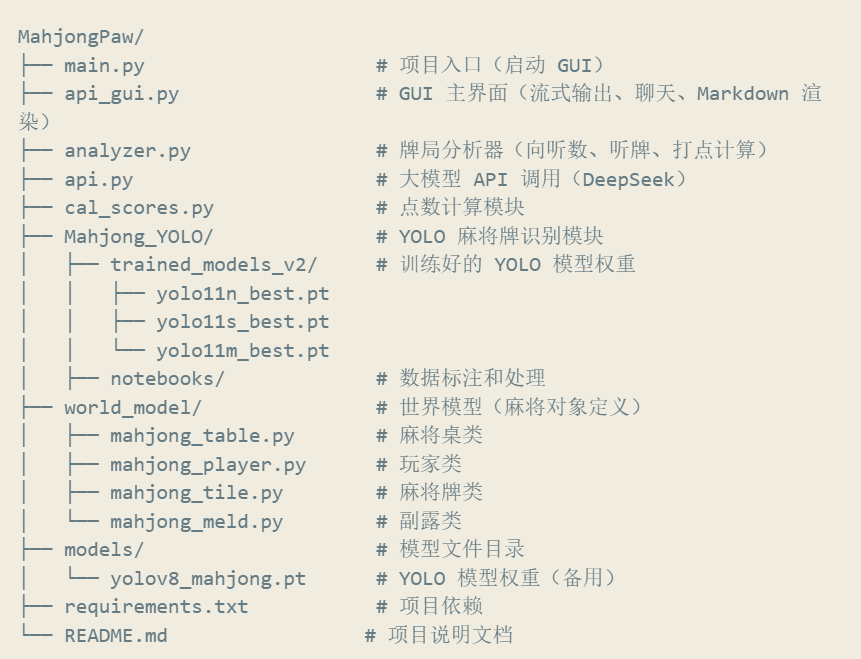 MahjongPaw/
├── main.py                    # 项目入口（启动 GUI）
├── api_gui.py                 # GUI 主界面（流式输出、聊天、Markdown 渲
染）
├── analyzer.py                # 牌局分析器（向听数、听牌、打点计算）
├── api.py                     # 大模型 API 调用（DeepSeek）
├── cal_scores.py              # 点数计算模块
├── Mahjong_YOLO/              # YOLO 麻将牌识别模块
│   ├── trained_models_v2/     # 训练好的 YOLO 模型权重
│   │   ├── yolo11n_best.pt
│   │   ├── yolo11s_best.pt
│   │   └── yolo11m_best.pt
│   ├── notebooks/             # 数据标注和处理
├── world_model/               # 世界模型（麻将对象定义）
│   ├── mahjong_table.py       # 麻将桌类
│   ├── mahjong_player.py      # 玩家类
│   ├── mahjong_tile.py        # 麻将牌类
│   └── mahjong_meld.py        # 副露类
├── models/                    # 模型文件目录
│   └── yolov8_mahjong.pt      # YOLO 模型权重（备用）
├── requirements.txt           # 项目依赖
└── README.md                 # 项目说明文档